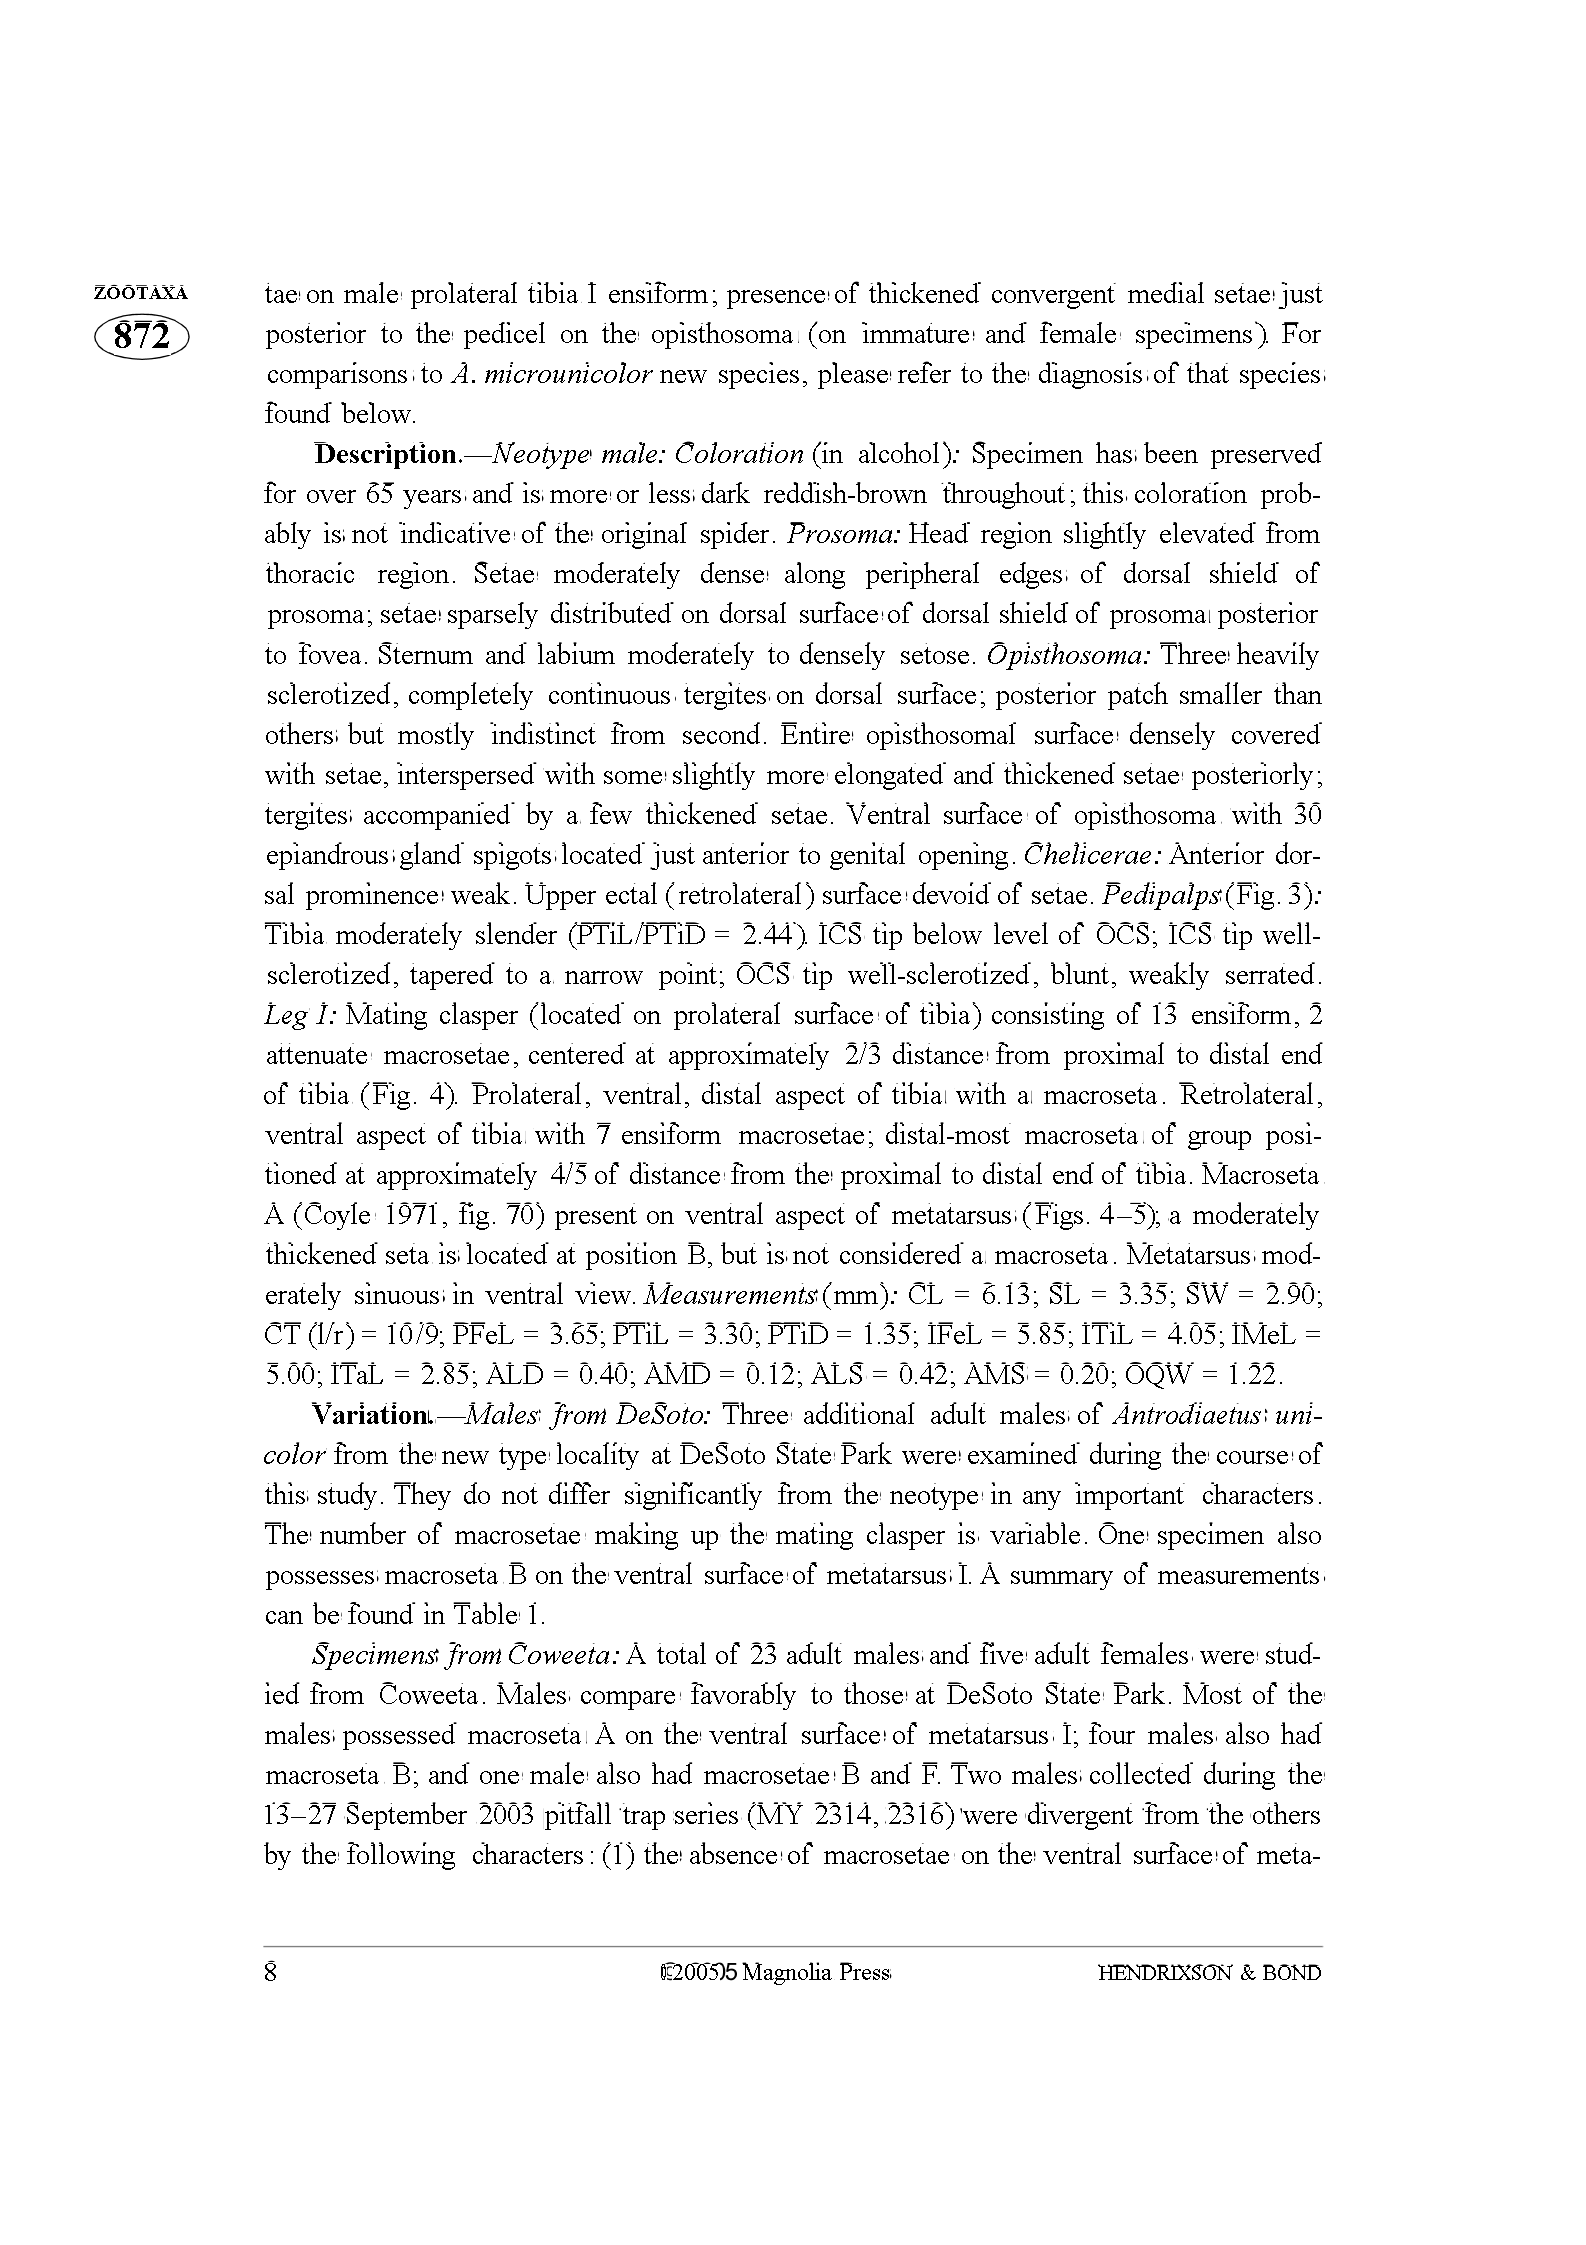 ZOOTAXA
872
tae on male prolateral tibia I ensiform; presence of thickened convergent medial setae just
posterior to the pedicel on the opisthosoma (on immature and female specimens). For
comparisons to A. microunicolor new species, please refer to the diagnosis of that species
found below.
Description.—Neotype male: Coloration (in alcohol): Specimen has been preserved
for over 65 years and is more or less dark reddish-brown throughout; this coloration prob-
ably is not indicative of the original spider. Prosoma: Head region slightly elevated from
thoracic region. Setae moderately dense along peripheral edges of dorsal shield of
prosoma; setae sparsely distributed on dorsal surface of dorsal shield of prosoma posterior
to fovea. Sternum and labium moderately to densely setose. Opisthosoma: Three heavily
sclerotized, completely continuous tergites on dorsal surface; posterior patch smaller than
others but mostly indistinct from second. Entire opisthosomal surface densely covered
with setae, interspersed with some slightly more elongated and thickened setae posteriorly;
tergites accompanied by a few thickened setae. Ventral surface of opisthosoma with 30
epiandrous gland spigots located just anterior to genital opening. Chelicerae: Anterior dor-
sal prominence weak. Upper ectal (retrolateral) surface devoid of setae. Pedipalps (Fig. 3):
Tibia moderately slender (PTiL/PTiD = 2.44). ICS tip below level of OCS; ICS tip well-
sclerotized, tapered to a narrow point; OCS tip well-sclerotized, blunt, weakly serrated.
Leg I: Mating clasper (located on prolateral surface of tibia) consisting of 13 ensiform, 2
attenuate macrosetae, centered at approximately 2/3 distance from proximal to distal end
of tibia (Fig. 4). Prolateral, ventral, distal aspect of tibia with a macroseta. Retrolateral,
ventral aspect of tibia with 7 ensiform macrosetae; distal-most macroseta of group posi-
tioned at approximately 4/5 of distance from the proximal to distal end of tibia. Macroseta
A (Coyle 1971, fig. 70) present on ventral aspect of metatarsus (Figs. 4–5); a moderately
thickened seta is located at position B, but is not considered a macroseta. Metatarsus mod-
erately sinuous in ventral view. Measurements (mm): CL = 6.13; SL = 3.35; SW = 2.90;
CT (l/r) = 10/9; PFeL = 3.65; PTiL = 3.30; PTiD = 1.35; IFeL = 5.85; ITiL = 4.05; IMeL =
5.00; ITaL = 2.85; ALD = 0.40; AMD = 0.12; ALS = 0.42; AMS = 0.20; OQW = 1.22.
Variation.—Males from DeSoto: Three additional adult males of Antrodiaetus uni-
color from the new type locality at DeSoto State Park were examined during the course of
this study. They do not differ significantly from the neotype in any important characters.
The number of macrosetae making up the mating clasper is variable. One specimen also
possesses macroseta B on the ventral surface of metatarsus I. A summary of measurements
can be found in Table 1.
Specimens from Coweeta: A total of 23 adult males and five adult females were stud-
ied from Coweeta. Males compare favorably to those at DeSoto State Park. Most of the
males possessed macroseta A on the ventral surface of metatarsus I; four males also had
macroseta B; and one male also had macrosetae B and F. Two males collected during the
13–27 September 2003 pitfall trap series (MY 2314, 2316) were divergent from the others
by the following characters: (1) the absence of macrosetae on the ventral surface of meta-
8
© 2005 Magnolia Press
HENDRIXSON & BOND